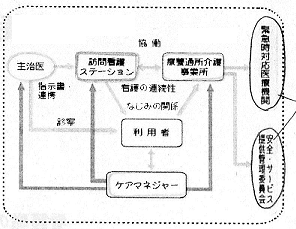 協働
主治医
訪問看護
ステーション
療養通所介護
事業所
緊急時対応医療機関
指示書・
連携
看護の連続性
なじみの関係
診察
利用者
安全・サービス
提供管理委員会
ケアマネジャー